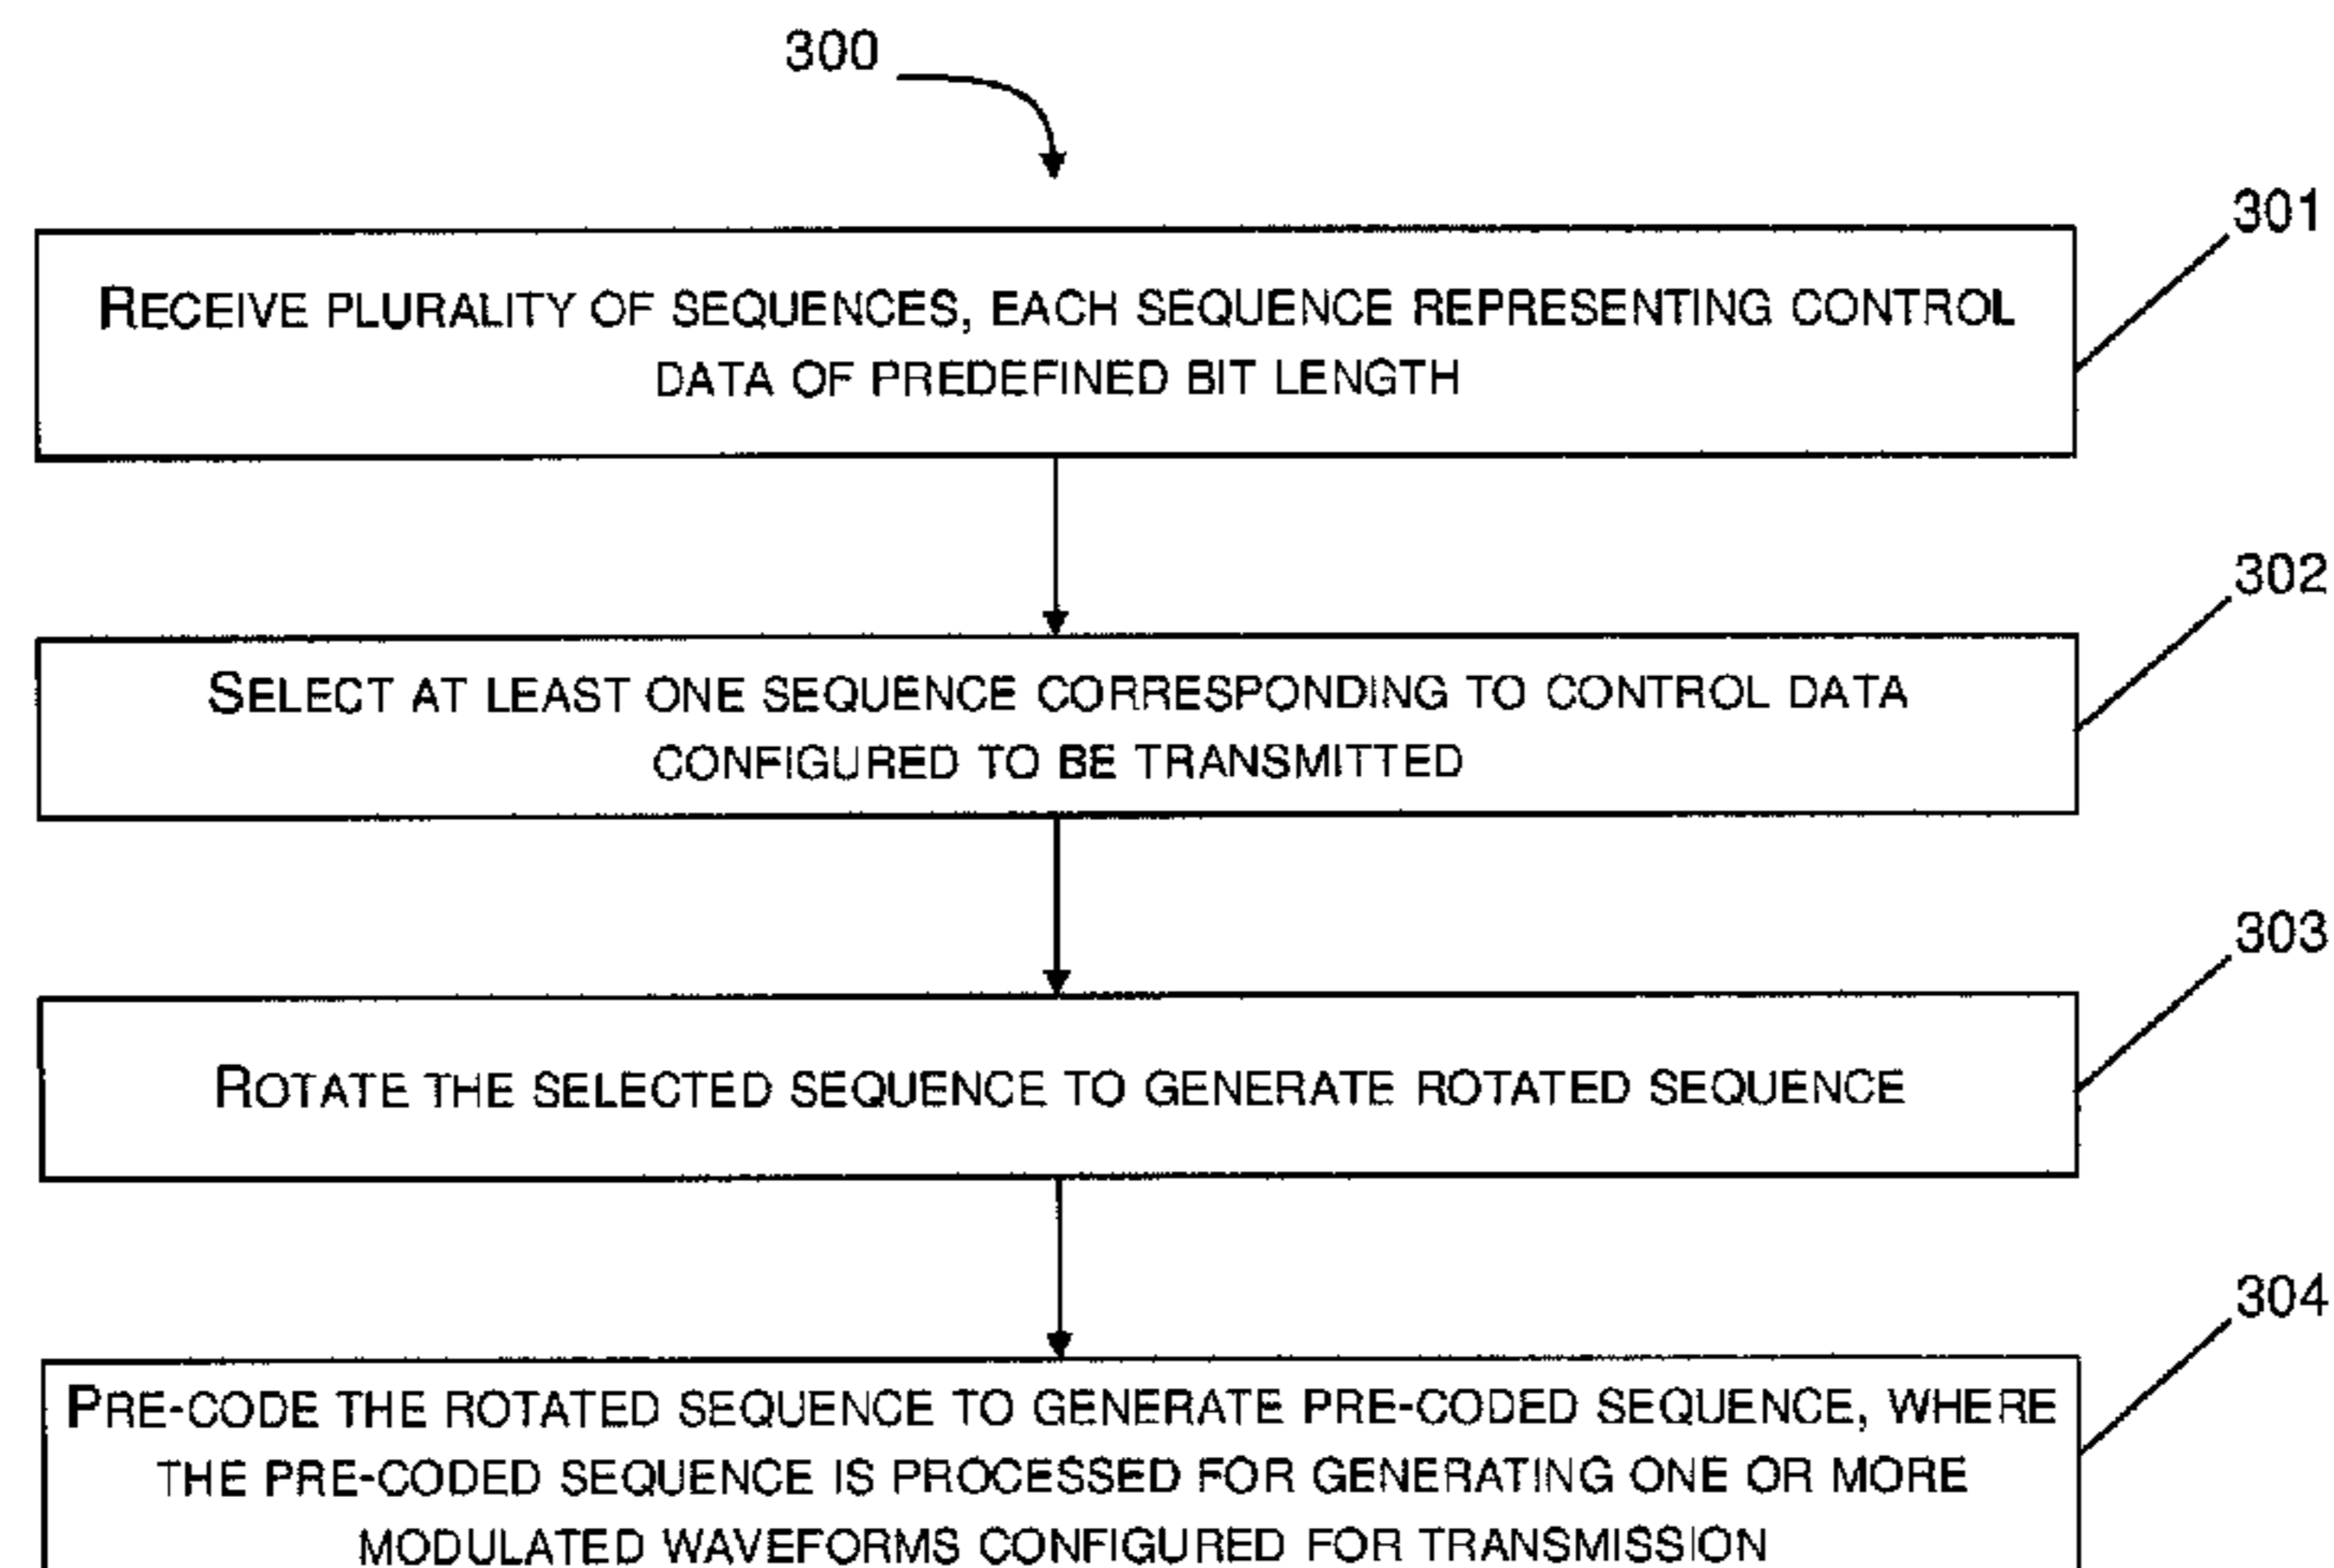 300
301
RECEIVE PLURALITY OF SEQUENCES, EACH SEQUENCE REPRESENTING CONTROL
DATA OF PREDEFINED BIT LENGTH
302
SELECT AT LEAST ONE SEQUENCE CORRESPONDING TO CONTROL DATA
CONFIGURED TO BE TRANSMITTED
303
ROTATE THE SELECTED SEQUENCE TO GENERATE ROTATED SEQUENCE
304
PRE-CODE THE ROTATED SEQUENCE TO GENERATE PRE-CODED SEQUENCE, WHERE
THE PRE-CODED SEQUENCE IS PROCESSED FOR GENERATING ONE OR MORE
MODULATED WAVEFORMS CONFIGURED FOR TRANSMISSION